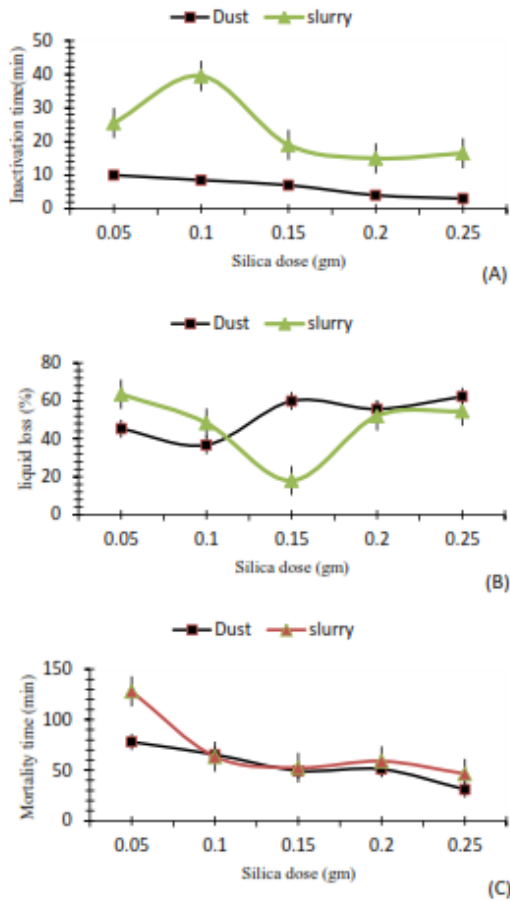 Dust slurry
Inactivation time(min)
50
40
30
20
10
0
0.05 0.1 0.15 0.2 0.25
Silica dose (gm)
(A)
Dust slurry
liquid loss (%)
80
60
40
20
0
0.05 0.1 0.15 0.2 0.25
Silica dose (gm)
(B)
Dust slurry
Mortality time (min)
150
100
50
0
0.05 0.1 0.15 0.2 0.25
Silica dose (gm)
(C)